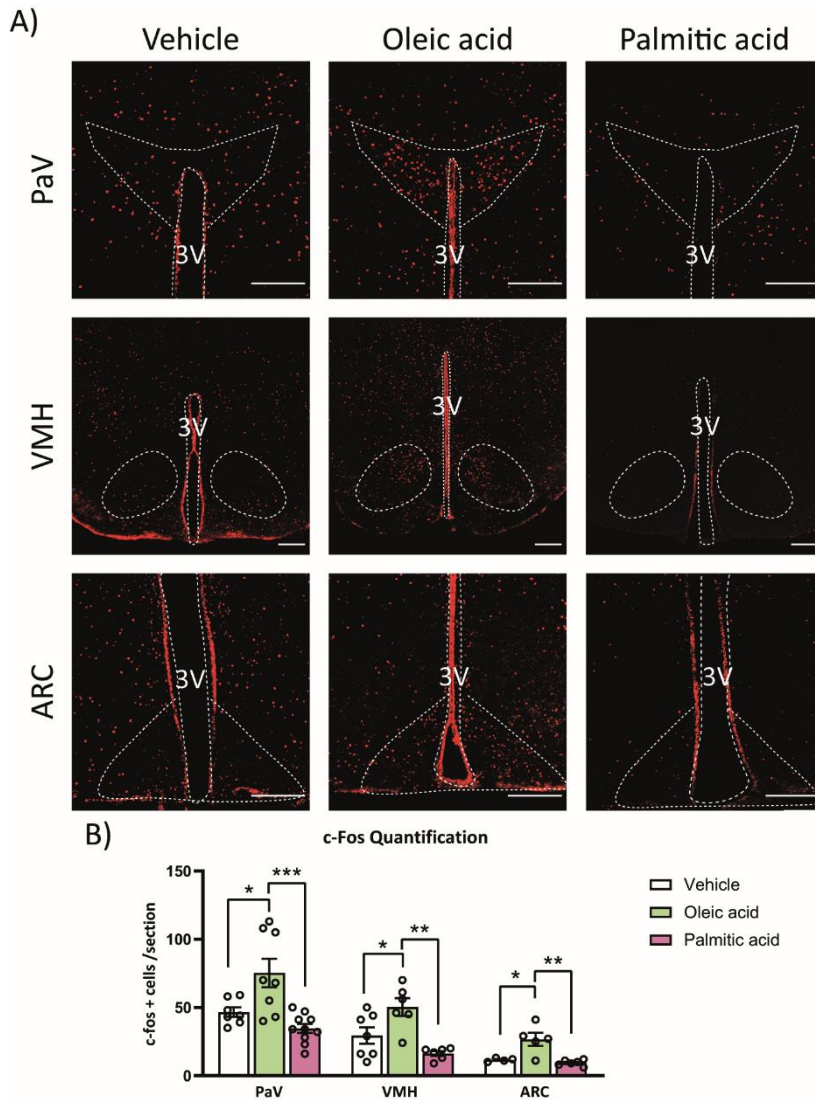 A)
Vehicle Oleic acid Palmitic acid
PaV
3V 3V 3V
VMH
3V 3V 3V
ARC
3V 3V 3V
B)
c-Fos Quantification
c-fos + cells /section
150
100
50
0
* ***
* **
* **
PaV VMH ARC
Vehicle
Oleic acid
Palmitic acid